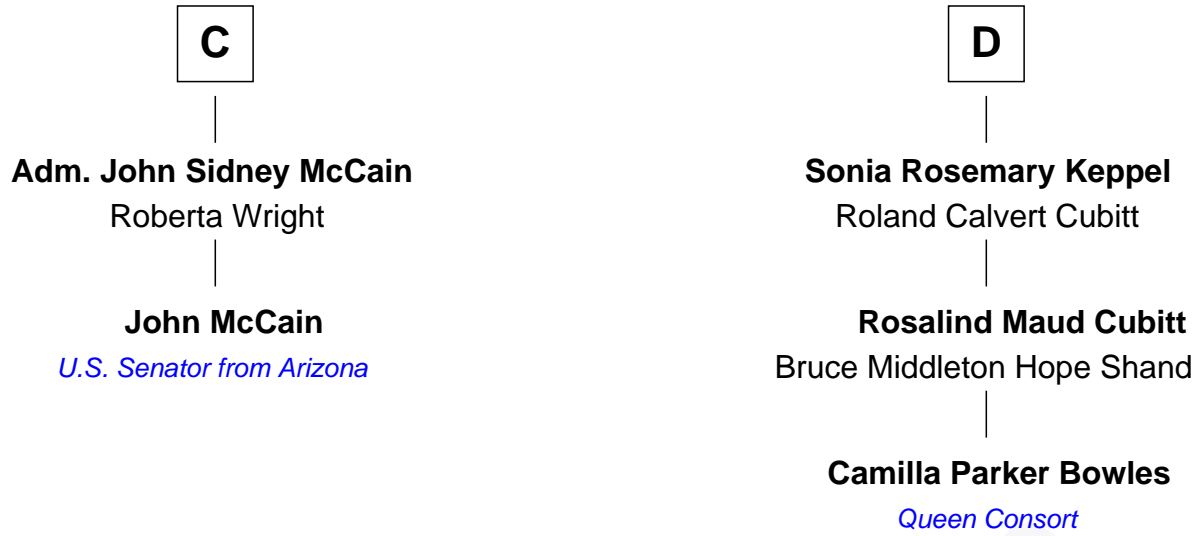 C
Adm. John Sidney McCain
Roberta Wright
John McCain
U.S. Senator from Arizona
D
Sonia Rosemary Keppel
Roland Calvert Cubitt
Rosalind Maud Cubitt
Bruce Middleton Hope Shand
Camilla Parker Bowles
Queen Consort